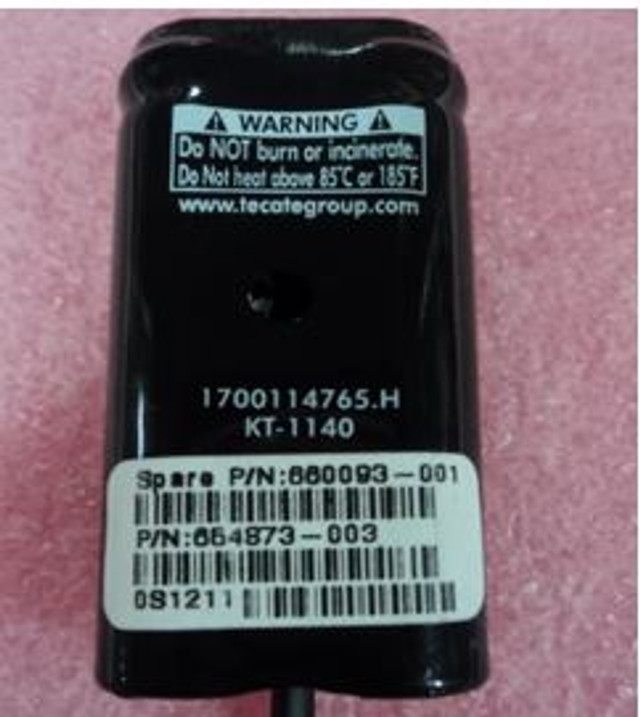 ⚠ WARNING ⚠
Do NOT burn or incinerate.
Do Not heat above 85°C or 185°F
www.tecategroup.com
1700114765.H
KT-1140
Spare P/N:660093-001
P/N:654873-003
0S1211